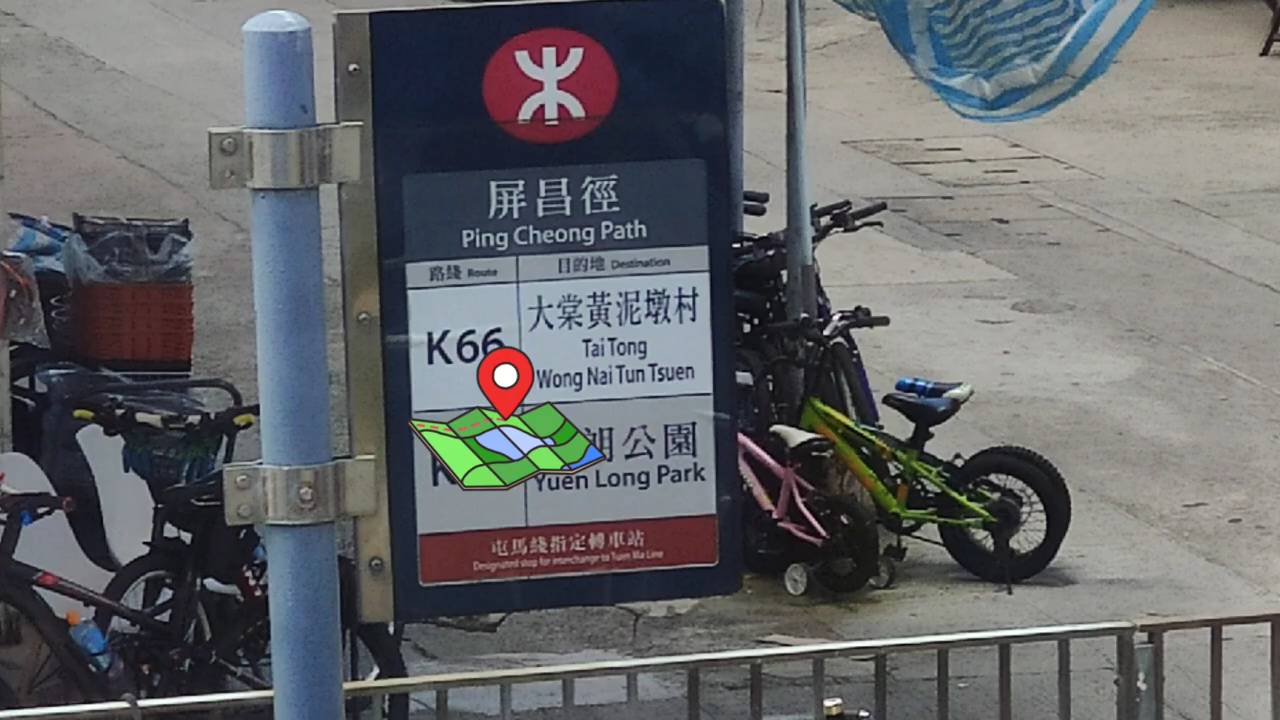 屏昌徑
Ping Cheong Path
路綫 Route
目的地 Destination
K66
大棠黃泥墩村
Tai Tong
Wong Nai Tun Tsuen
朗公園
Yuen Long Park
屯馬綫指定轉車站
Designated stop for interchange to Tuen Ma Line